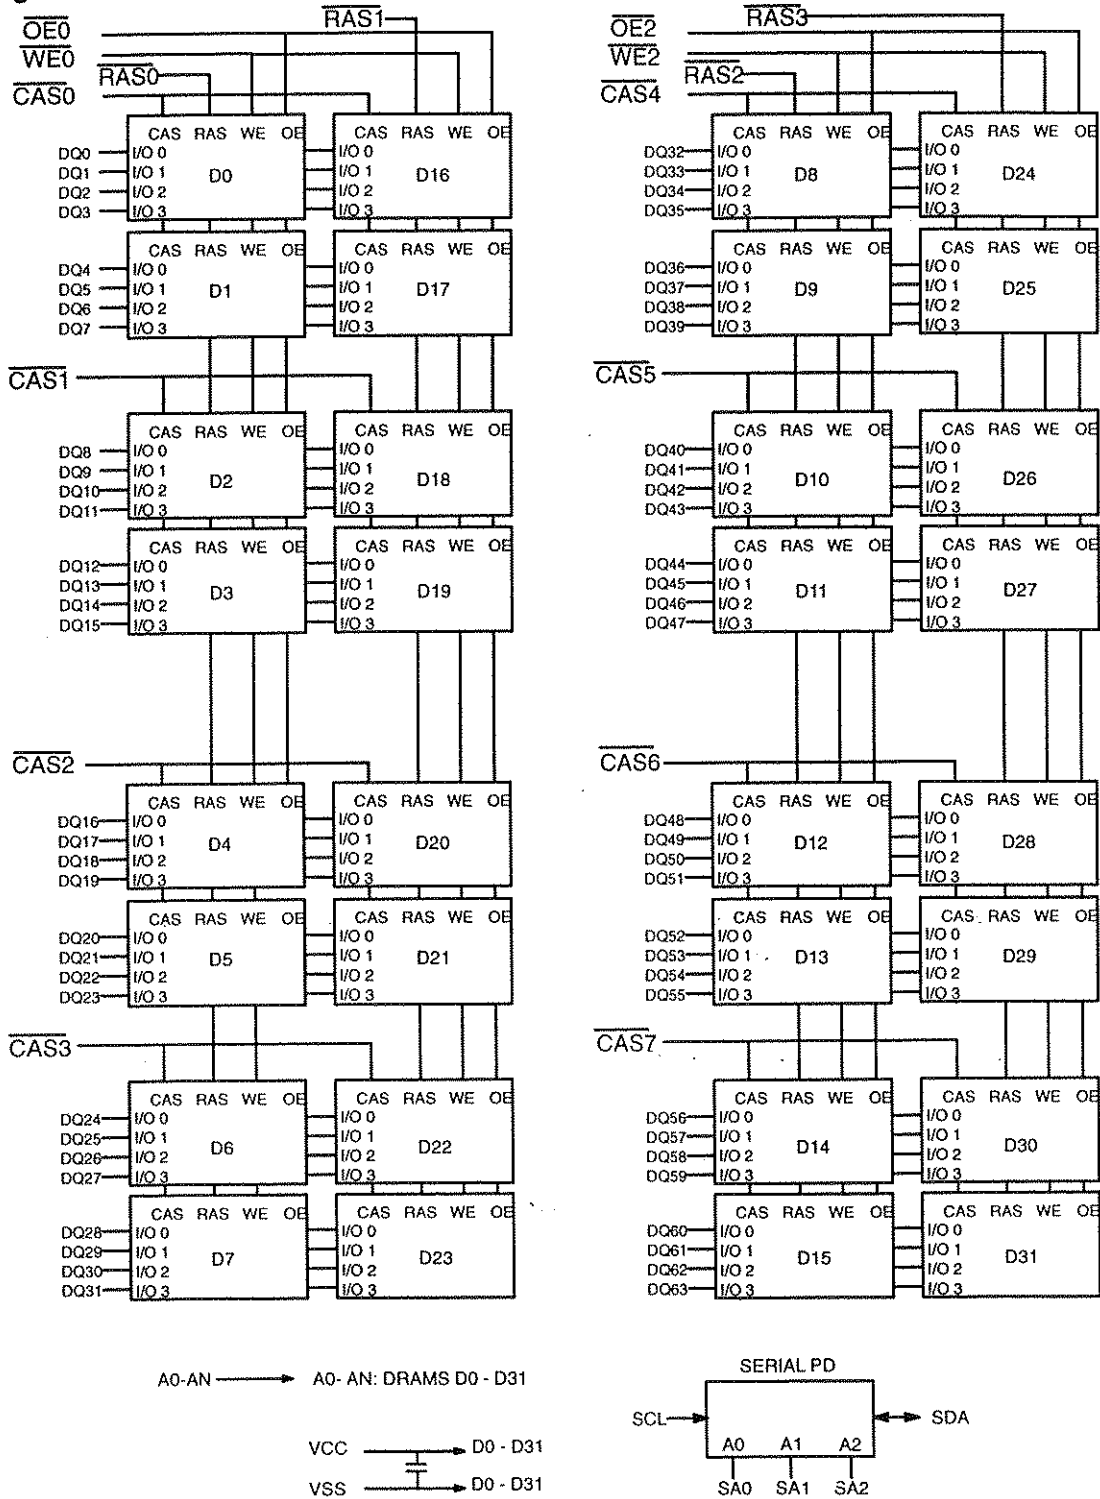 OE0 RAS1
WE0
RAS0
CAS0
CAS RAS WE OE CAS RAS WE OE
DQ0 I/O 0 I/O 0
DQ1 I/O 1 D0 I/O 1 D16
DQ2 I/O 2 I/O 2
DQ3 I/O 3 I/O 3
CAS RAS WE OE CAS RAS WE OE
DQ4 I/O 0 I/O 0
DQ5 I/O 1 D1 I/O 1 D17
DQ6 I/O 2 I/O 2
DQ7 I/O 3 I/O 3
CAS1
CAS RAS WE OE CAS RAS WE OE
DQ8 I/O 0 I/O 0
DQ9 I/O 1 D2 I/O 1 D18
DQ10 I/O 2 I/O 2
DQ11 I/O 3 I/O 3
CAS RAS WE OE CAS RAS WE OE
DQ12 I/O 0 I/O 0
DQ13 I/O 1 D3 I/O 1 D19
DQ14 I/O 2 I/O 2
DQ15 I/O 3 I/O 3
CAS2
CAS RAS WE OE CAS RAS WE OE
DQ16 I/O 0 I/O 0
DQ17 I/O 1 D4 I/O 1 D20
DQ18 I/O 2 I/O 2
DQ19 I/O 3 I/O 3
CAS RAS WE OE CAS RAS WE OE
DQ20 I/O 0 I/O 0
DQ21 I/O 1 D5 I/O 1 D21
DQ22 I/O 2 I/O 2
DQ23 I/O 3 I/O 3
CAS3
CAS RAS WE OE CAS RAS WE OE
DQ24 I/O 0 I/O 0
DQ25 I/O 1 D6 I/O 1 D22
DQ26 I/O 2 I/O 2
DQ27 I/O 3 I/O 3
CAS RAS WE OE CAS RAS WE OE
DQ28 I/O 0 I/O 0
DQ29 I/O 1 D7 I/O 1 D23
DQ30 I/O 2 I/O 2
DQ31 I/O 3 I/O 3
OE2 RAS3
WE2
RAS2
CAS4
CAS RAS WE OE CAS RAS WE OE
DQ32 I/O 0 I/O 0
DQ33 I/O 1 D8 I/O 1 D24
DQ34 I/O 2 I/O 2
DQ35 I/O 3 I/O 3
CAS RAS WE OE CAS RAS WE OE
DQ36 I/O 0 I/O 0
DQ37 I/O 1 D9 I/O 1 D25
DQ38 I/O 2 I/O 2
DQ39 I/O 3 I/O 3
CAS5
CAS RAS WE OE CAS RAS WE OE
DQ40 I/O 0 I/O 0
DQ41 I/O 1 D10 I/O 1 D26
DQ42 I/O 2 I/O 2
DQ43 I/O 3 I/O 3
CAS RAS WE OE CAS RAS WE OE
DQ44 I/O 0 I/O 0
DQ45 I/O 1 D11 I/O 1 D27
DQ46 I/O 2 I/O 2
DQ47 I/O 3 I/O 3
CAS6
CAS RAS WE OE CAS RAS WE OE
DQ48 I/O 0 I/O 0
DQ49 I/O 1 D12 I/O 1 D28
DQ50 I/O 2 I/O 2
DQ51 I/O 3 I/O 3
CAS RAS WE OE CAS RAS WE OE
DQ52 I/O 0 I/O 0
DQ53 I/O 1 D13 I/O 1 D29
DQ54 I/O 2 I/O 2
DQ55 I/O 3 I/O 3
CAS7
CAS RAS WE OE CAS RAS WE OE
DQ56 I/O 0 I/O 0
DQ57 I/O 1 D14 I/O 1 D30
DQ58 I/O 2 I/O 2
DQ59 I/O 3 I/O 3
CAS RAS WE OE CAS RAS WE OE
DQ60 I/O 0 I/O 0
DQ61 I/O 1 D15 I/O 1 D31
DQ62 I/O 2 I/O 2
DQ63 I/O 3 I/O 3
A0-AN A0- AN: DRAMS D0 - D31
VCC D0 - D31
VSS D0 - D31
SERIAL PD
SCL SDA
A0 A1 A2
SA0 SA1 SA2